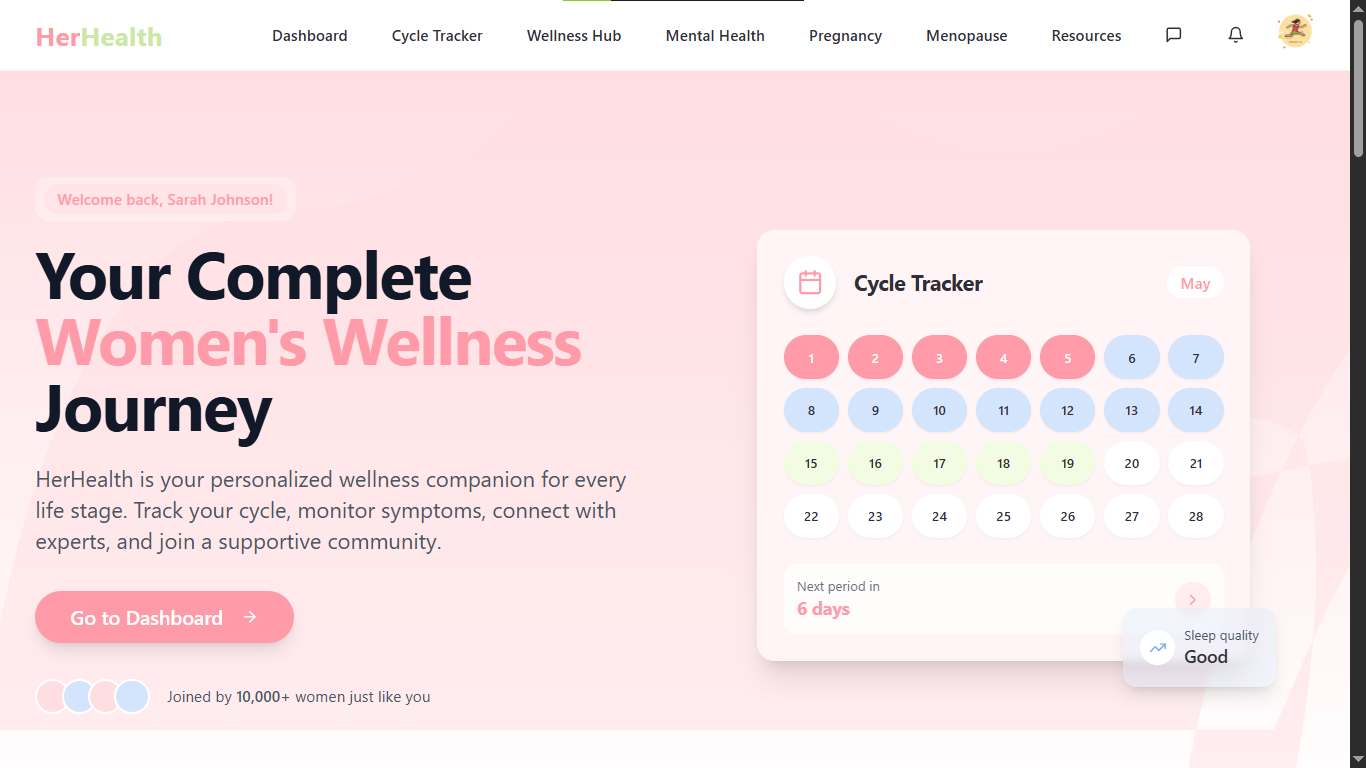 HerHealth
Dashboard
Cycle Tracker
Wellness Hub
Mental Health
Pregnancy
Menopause
Resources
Welcome back, Sarah Johnson!
Your Complete
Women's Wellness
Journey
HerHealth is your personalized wellness companion for every
life stage. Track your cycle, monitor symptoms, connect with
experts, and join a supportive community.
Go to Dashboard
Joined by 10,000+ women just like you
Cycle Tracker
May
1 2 3 4 5 6 7
8 9 10 11 12 13 14
15 16 17 18 19 20 21
22 23 24 25 26 27 28
Next period in
6 days
Sleep quality
Good